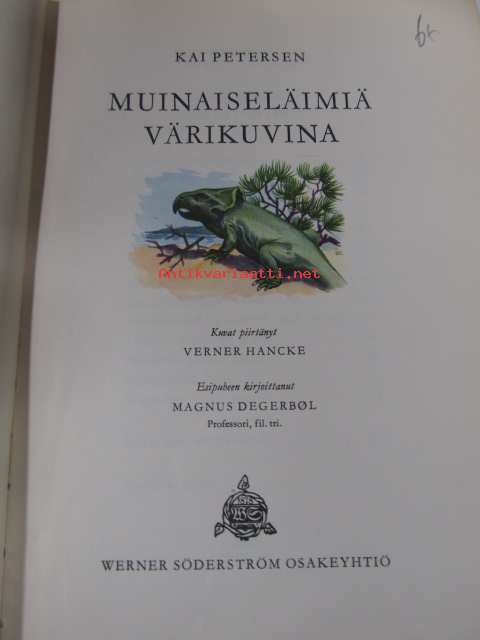 6€
KAI PETERSEN
MUINAISELÄIMIÄ
VÄRIKUVINA
Antikvariaatti.net
Kuvat piirtänyt
VERNER HANCKE
Esipuheen kirjoittanut
MAGNUS DEGERBØL
Professori, fil. tri.
WS
WERNER SÖDERSTRÖM OSAKEYHTIÖ